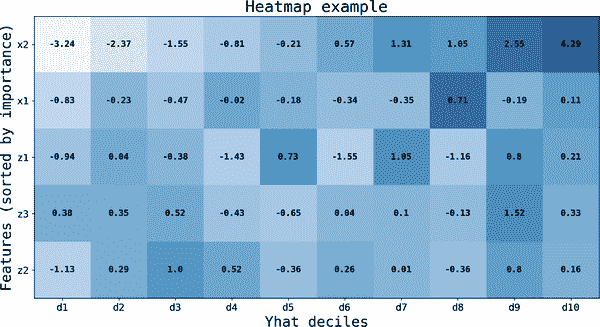 Heatmap example
Features (sorted by importance)
x2 -3.24 -2.37 -1.55 -0.81 -0.21 0.57 1.31 1.05 2.55 4.29
x1 -0.83 -0.23 -0.47 -0.02 -0.18 -0.34 -0.35 0.71 -0.19 0.11
z1 -0.94 0.04 -0.38 -1.43 0.73 -1.55 1.05 -1.16 0.8 0.21
z3 0.38 0.35 0.52 -0.43 -0.65 0.04 0.1 -0.13 1.52 0.33
z2 -1.13 0.29 1.0 0.52 -0.36 0.26 0.01 -0.36 0.8 0.16
d1 d2 d3 d4 d5 d6 d7 d8 d9 d10
Yhat deciles